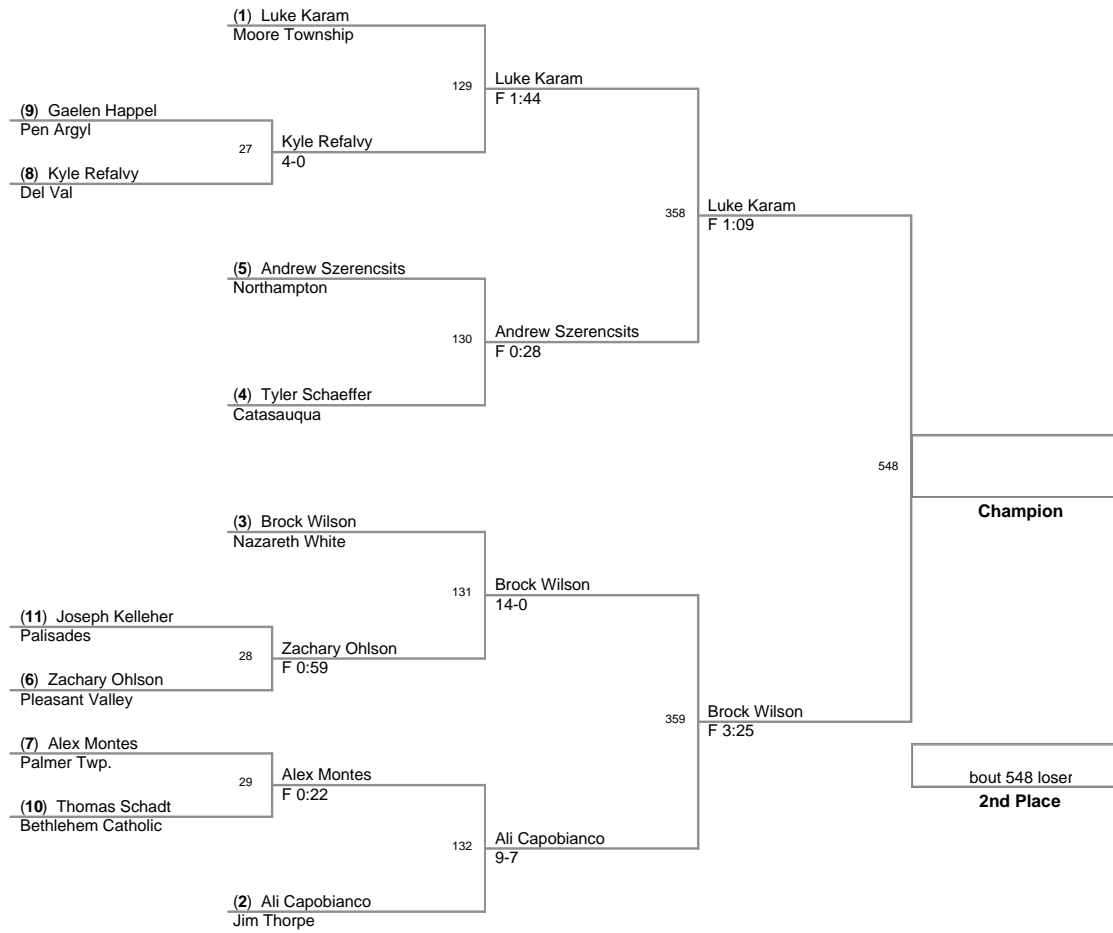 (1) Luke Karam
Moore Township
129
Luke Karam
F 1:44
(9) Gaelen Happel
Pen Argyl
27
Kyle Refalvy
4-0
(8) Kyle Refalvy
Del Val
358
Luke Karam
F 1:09
(5) Andrew Szerencsits
Northampton
130
Andrew Szerencsits
F 0:28
(4) Tyler Schaeffer
Catasauqua
548
Champion
(3) Brock Wilson
Nazareth White
131
Brock Wilson
14-0
(11) Joseph Kelleher
Palisades
28
Zachary Ohlson
F 0:59
(6) Zachary Ohlson
Pleasant Valley
359
Brock Wilson
F 3:25
(7) Alex Montes
Palmer Twp.
29
Alex Montes
F 0:22
(10) Thomas Schadt
Bethlehem Catholic
bout 548 loser
2nd Place
132
Ali Capobianco
9-7
(2) Ali Capobianco
Jim Thorpe